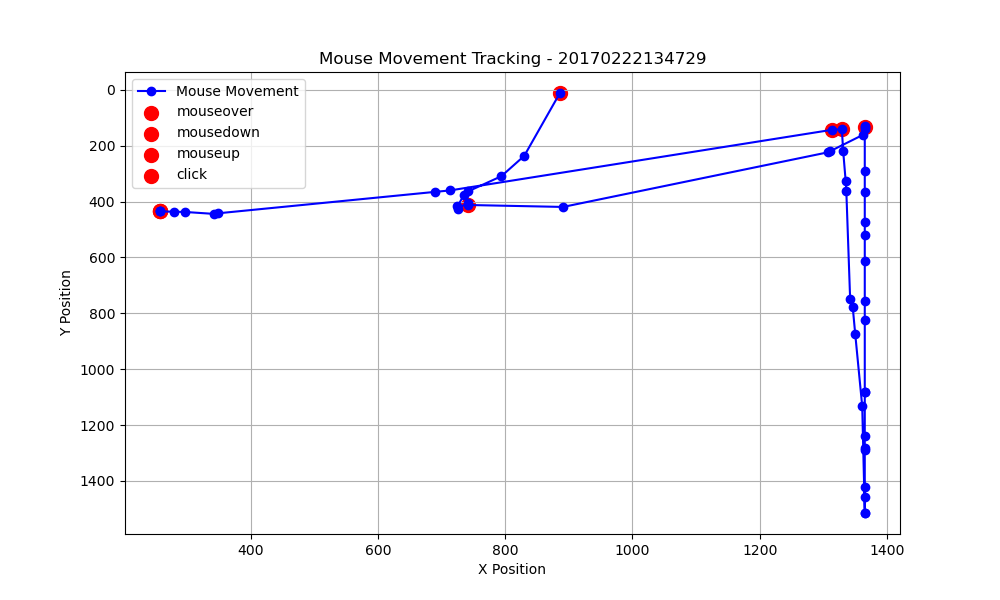 Mouse Movement Tracking - 20170222134729
Mouse Movement
mouseover
mousedown
mouseup
click
0
200
400
600
800
1000
1200
1400
Y Position
400
600
800
1000
1200
1400
X Position